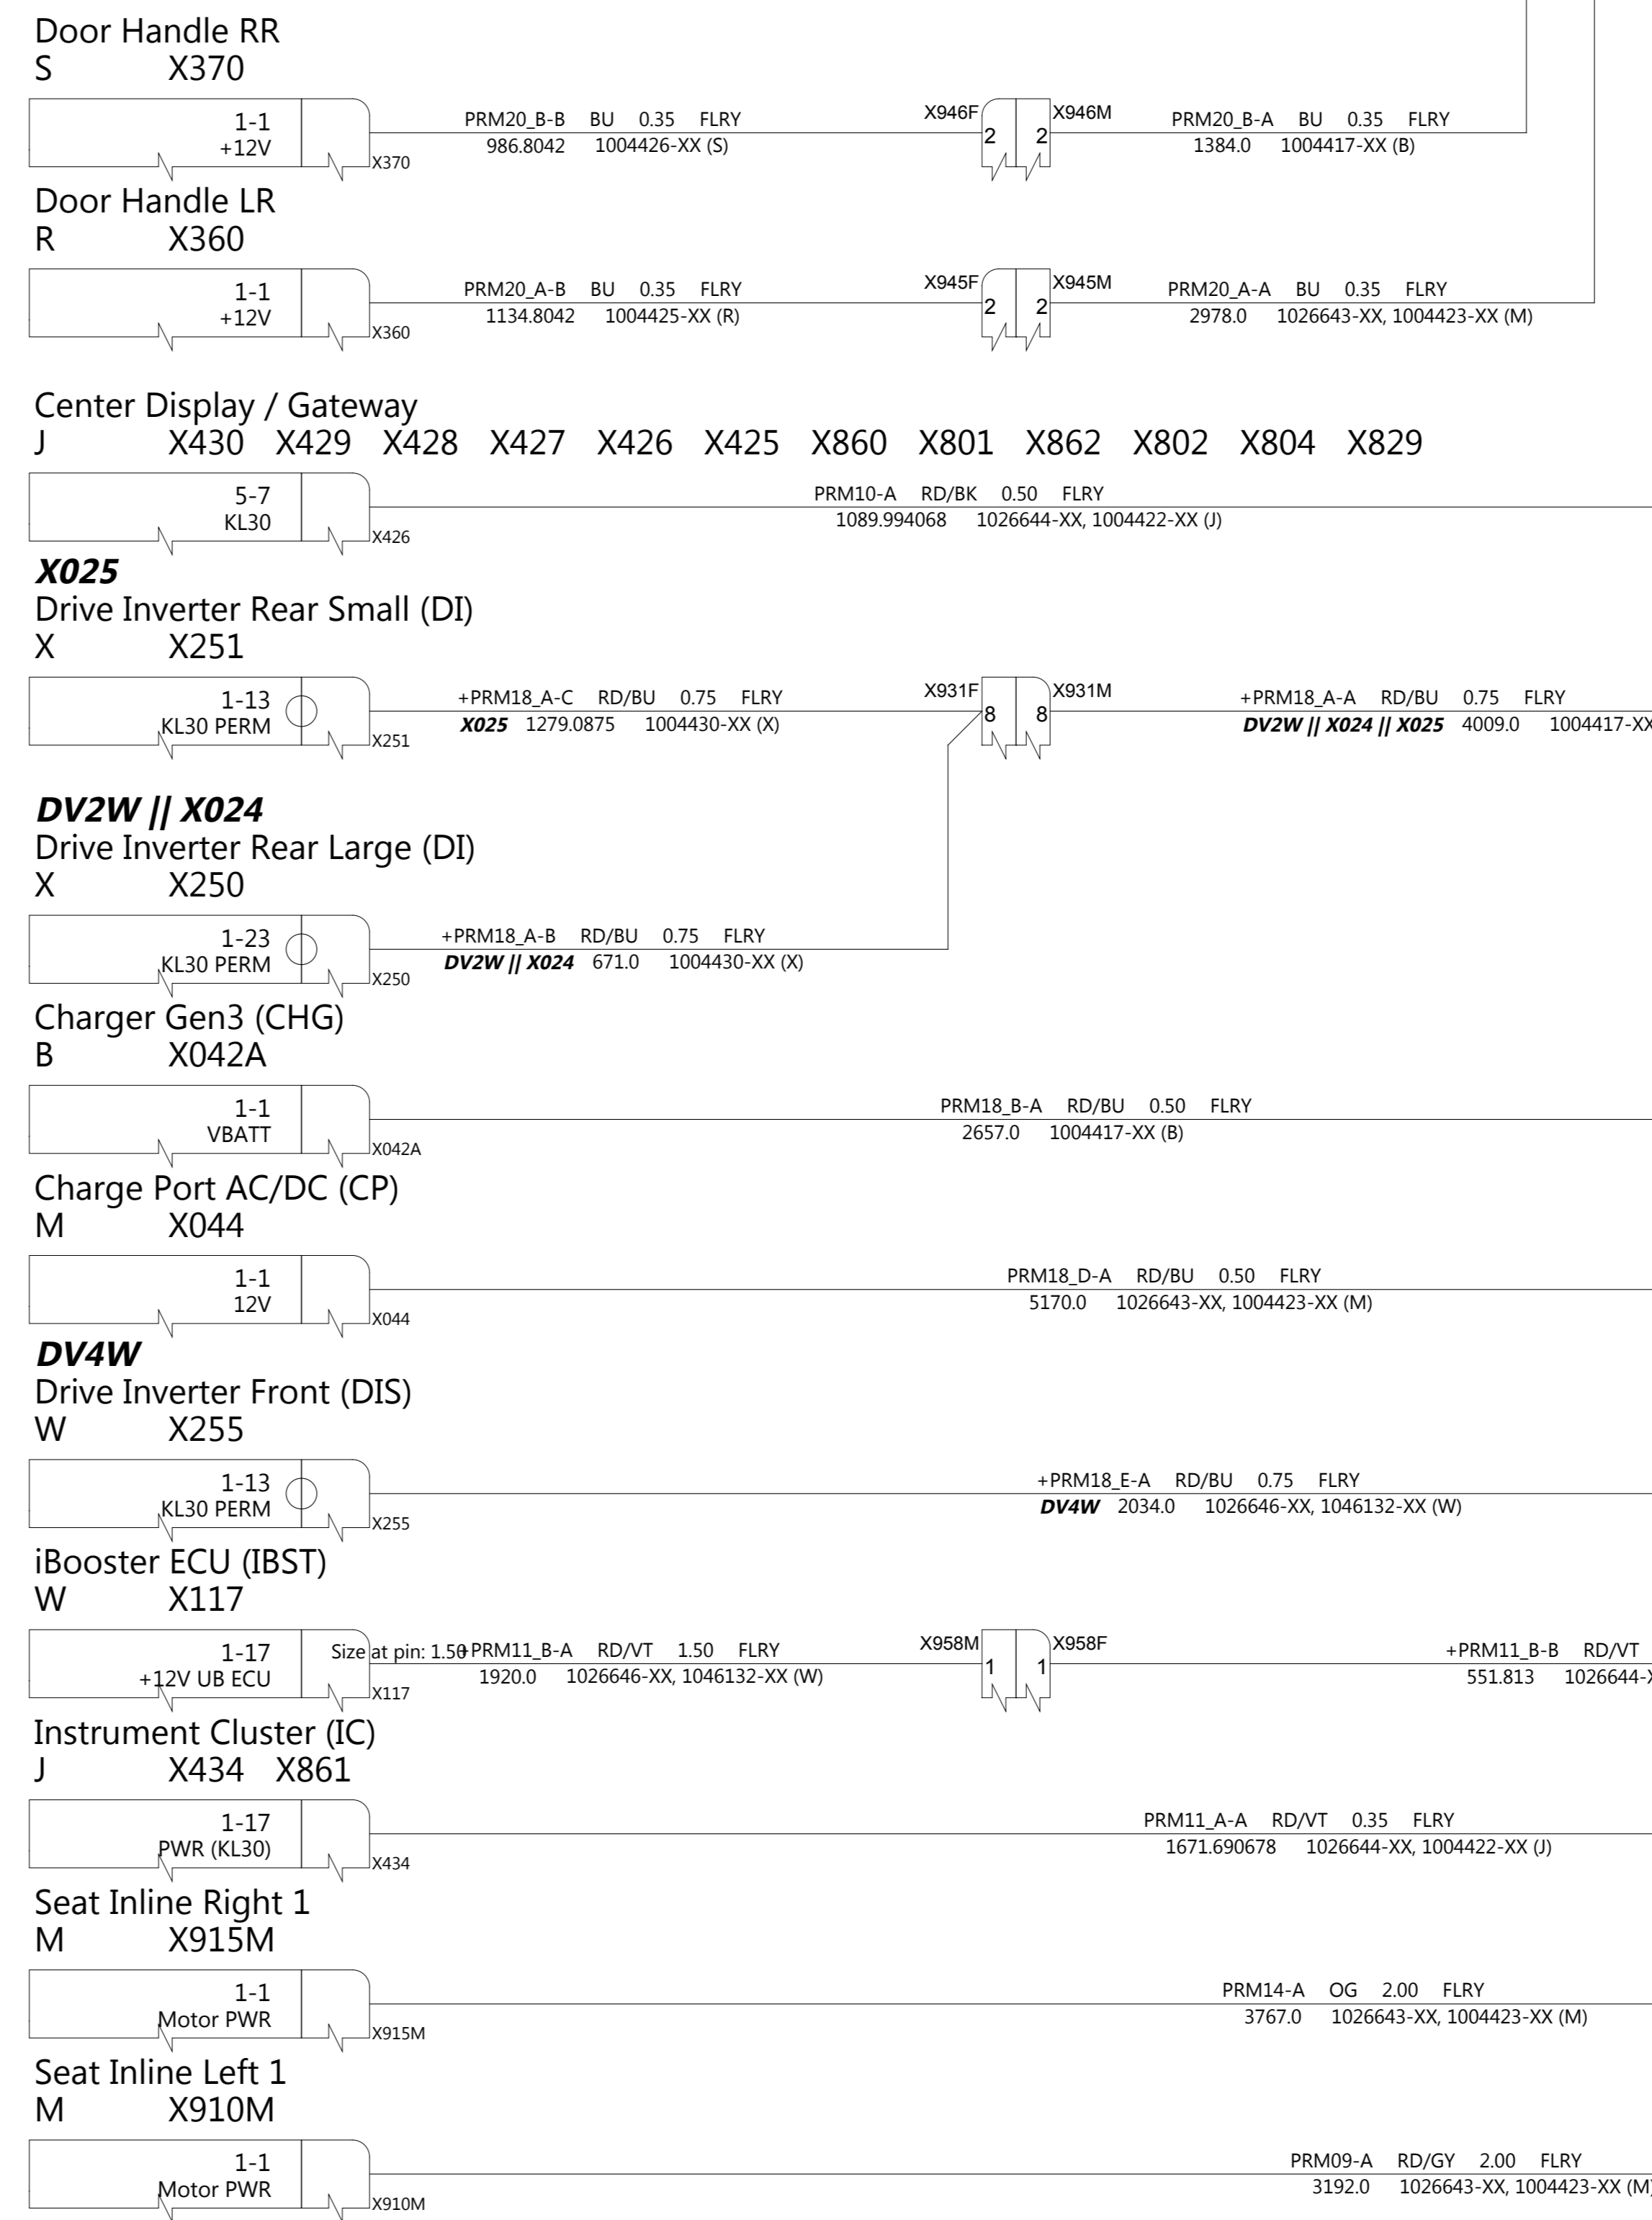 Door Handle RR
S X370
1-1
+12V
X370
PRM20_B-B BU 0.35 FLRY
986.8042 1004426-XX (S)
X946F
2
2
X946M
PRM20_B-A BU 0.35 FLRY
1384.0 1004417-XX (B)
Door Handle LR
R X360
1-1
+12V
X360
PRM20_A-B BU 0.35 FLRY
1134.8042 1004425-XX (R)
X945F
2
2
X945M
PRM20_A-A BU 0.35 FLRY
2978.0 1026643-XX, 1004423-XX (M)
Center Display / Gateway
J X430 X429 X428 X427 X426 X425 X860 X801 X862 X802 X804 X829
5-7
KL30
X426
PRM10-A RD/BK 0.50 FLRY
1089.994068 1026644-XX, 1004422-XX (J)
X025
Drive Inverter Rear Small (DI)
X X251
1-13
KL30 PERM
X251
+PRM18_A-C RD/BU 0.75 FLRY
X025 1279.0875 1004430-XX (X)
X931F
8
8
X931M
+PRM18_A-A RD/BU 0.75 FLRY
DV2W || X024 || X025 4009.0 1004417-XX
DV2W || X024
Drive Inverter Rear Large (DI)
X X250
1-23
KL30 PERM
X250
+PRM18_A-B RD/BU 0.75 FLRY
DV2W || X024 671.0 1004430-XX (X)
Charger Gen3 (CHG)
B X042A
1-1
VBATT
X042A
PRM18_B-A RD/BU 0.50 FLRY
2657.0 1004417-XX (B)
Charge Port AC/DC (CP)
M X044
1-1
12V
X044
PRM18_D-A RD/BU 0.50 FLRY
5170.0 1026643-XX, 1004423-XX (M)
DV4W
Drive Inverter Front (DIS)
W X255
1-13
KL30 PERM
X255
+PRM18_E-A RD/BU 0.75 FLRY
DV4W 2034.0 1026646-XX, 1046132-XX (W)
iBooster ECU (IBST)
W X117
1-17
+12V UB ECU
X117
Size at pin: 1.50
+PRM11_B-A RD/VT 1.50 FLRY
1920.0 1026646-XX, 1046132-XX (W)
X958M
1
1
X958F
+PRM11_B-B RD/VT
551.813 1026644-X
Instrument Cluster (IC)
J X434 X861
1-17
PWR (KL30)
X434
PRM11_A-A RD/VT 0.35 FLRY
1671.690678 1026644-XX, 1004422-XX (J)
Seat Inline Right 1
M X915M
1-1
Motor PWR
X915M
PRM14-A OG 2.00 FLRY
3767.0 1026643-XX, 1004423-XX (M)
Seat Inline Left 1
M X910M
1-1
Motor PWR
X910M
PRM09-A RD/GY 2.00 FLRY
3192.0 1026643-XX, 1004423-XX (M)